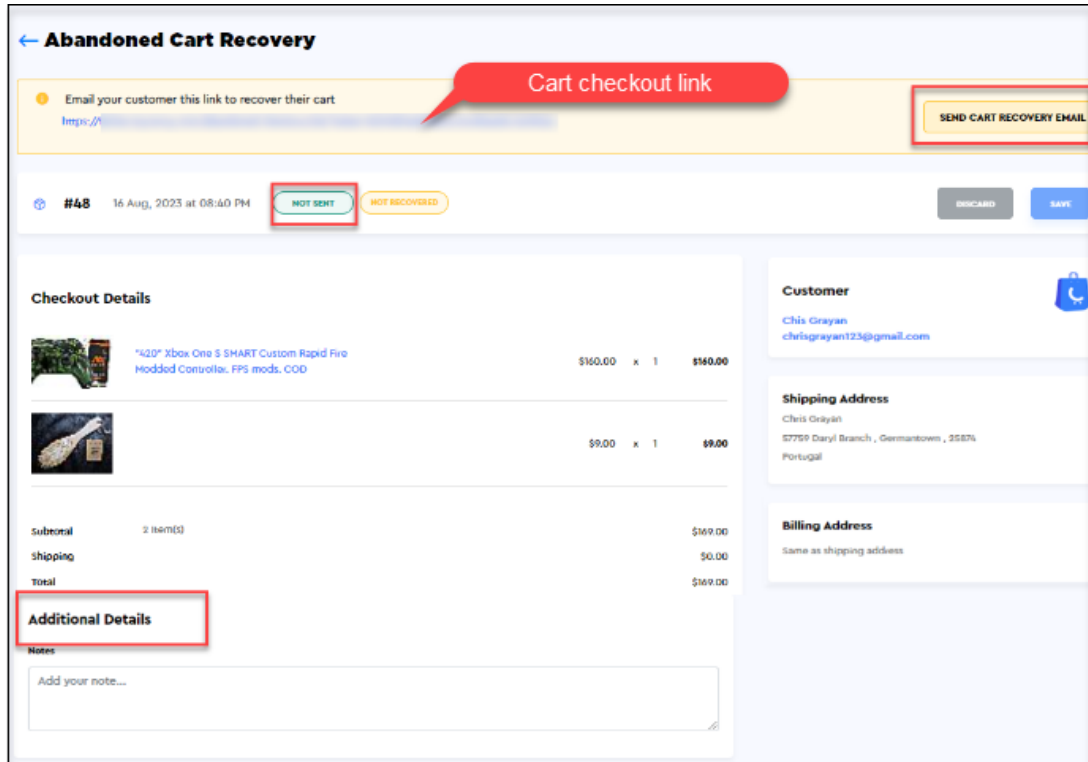 ← Abandoned Cart Recovery
Cart checkout link
Email your customer this link to recover their cart
https://
SEND CART RECOVERY EMAIL
#48 16 Aug, 2023 at 08:40 PM NOT SENT NOT RECOVERED DISCARD SAVE
Checkout Details
"420" Xbox One S SMART Custom Rapid Fire
Modded Controller. FPS mods. COD
$160.00 x 1 $160.00
$9.00 x 1 $9.00
Subtotal 2 Item(s) $169.00
Shipping $0.00
Total $169.00
Additional Details
Notes
Add your note...
Customer
Chis Grayan
chrisgrayan123@gmail.com
Shipping Address
Chris Grayan
57759 Daryl Branch , Germantown , 25874
Portugal
Billing Address
Same as shipping address